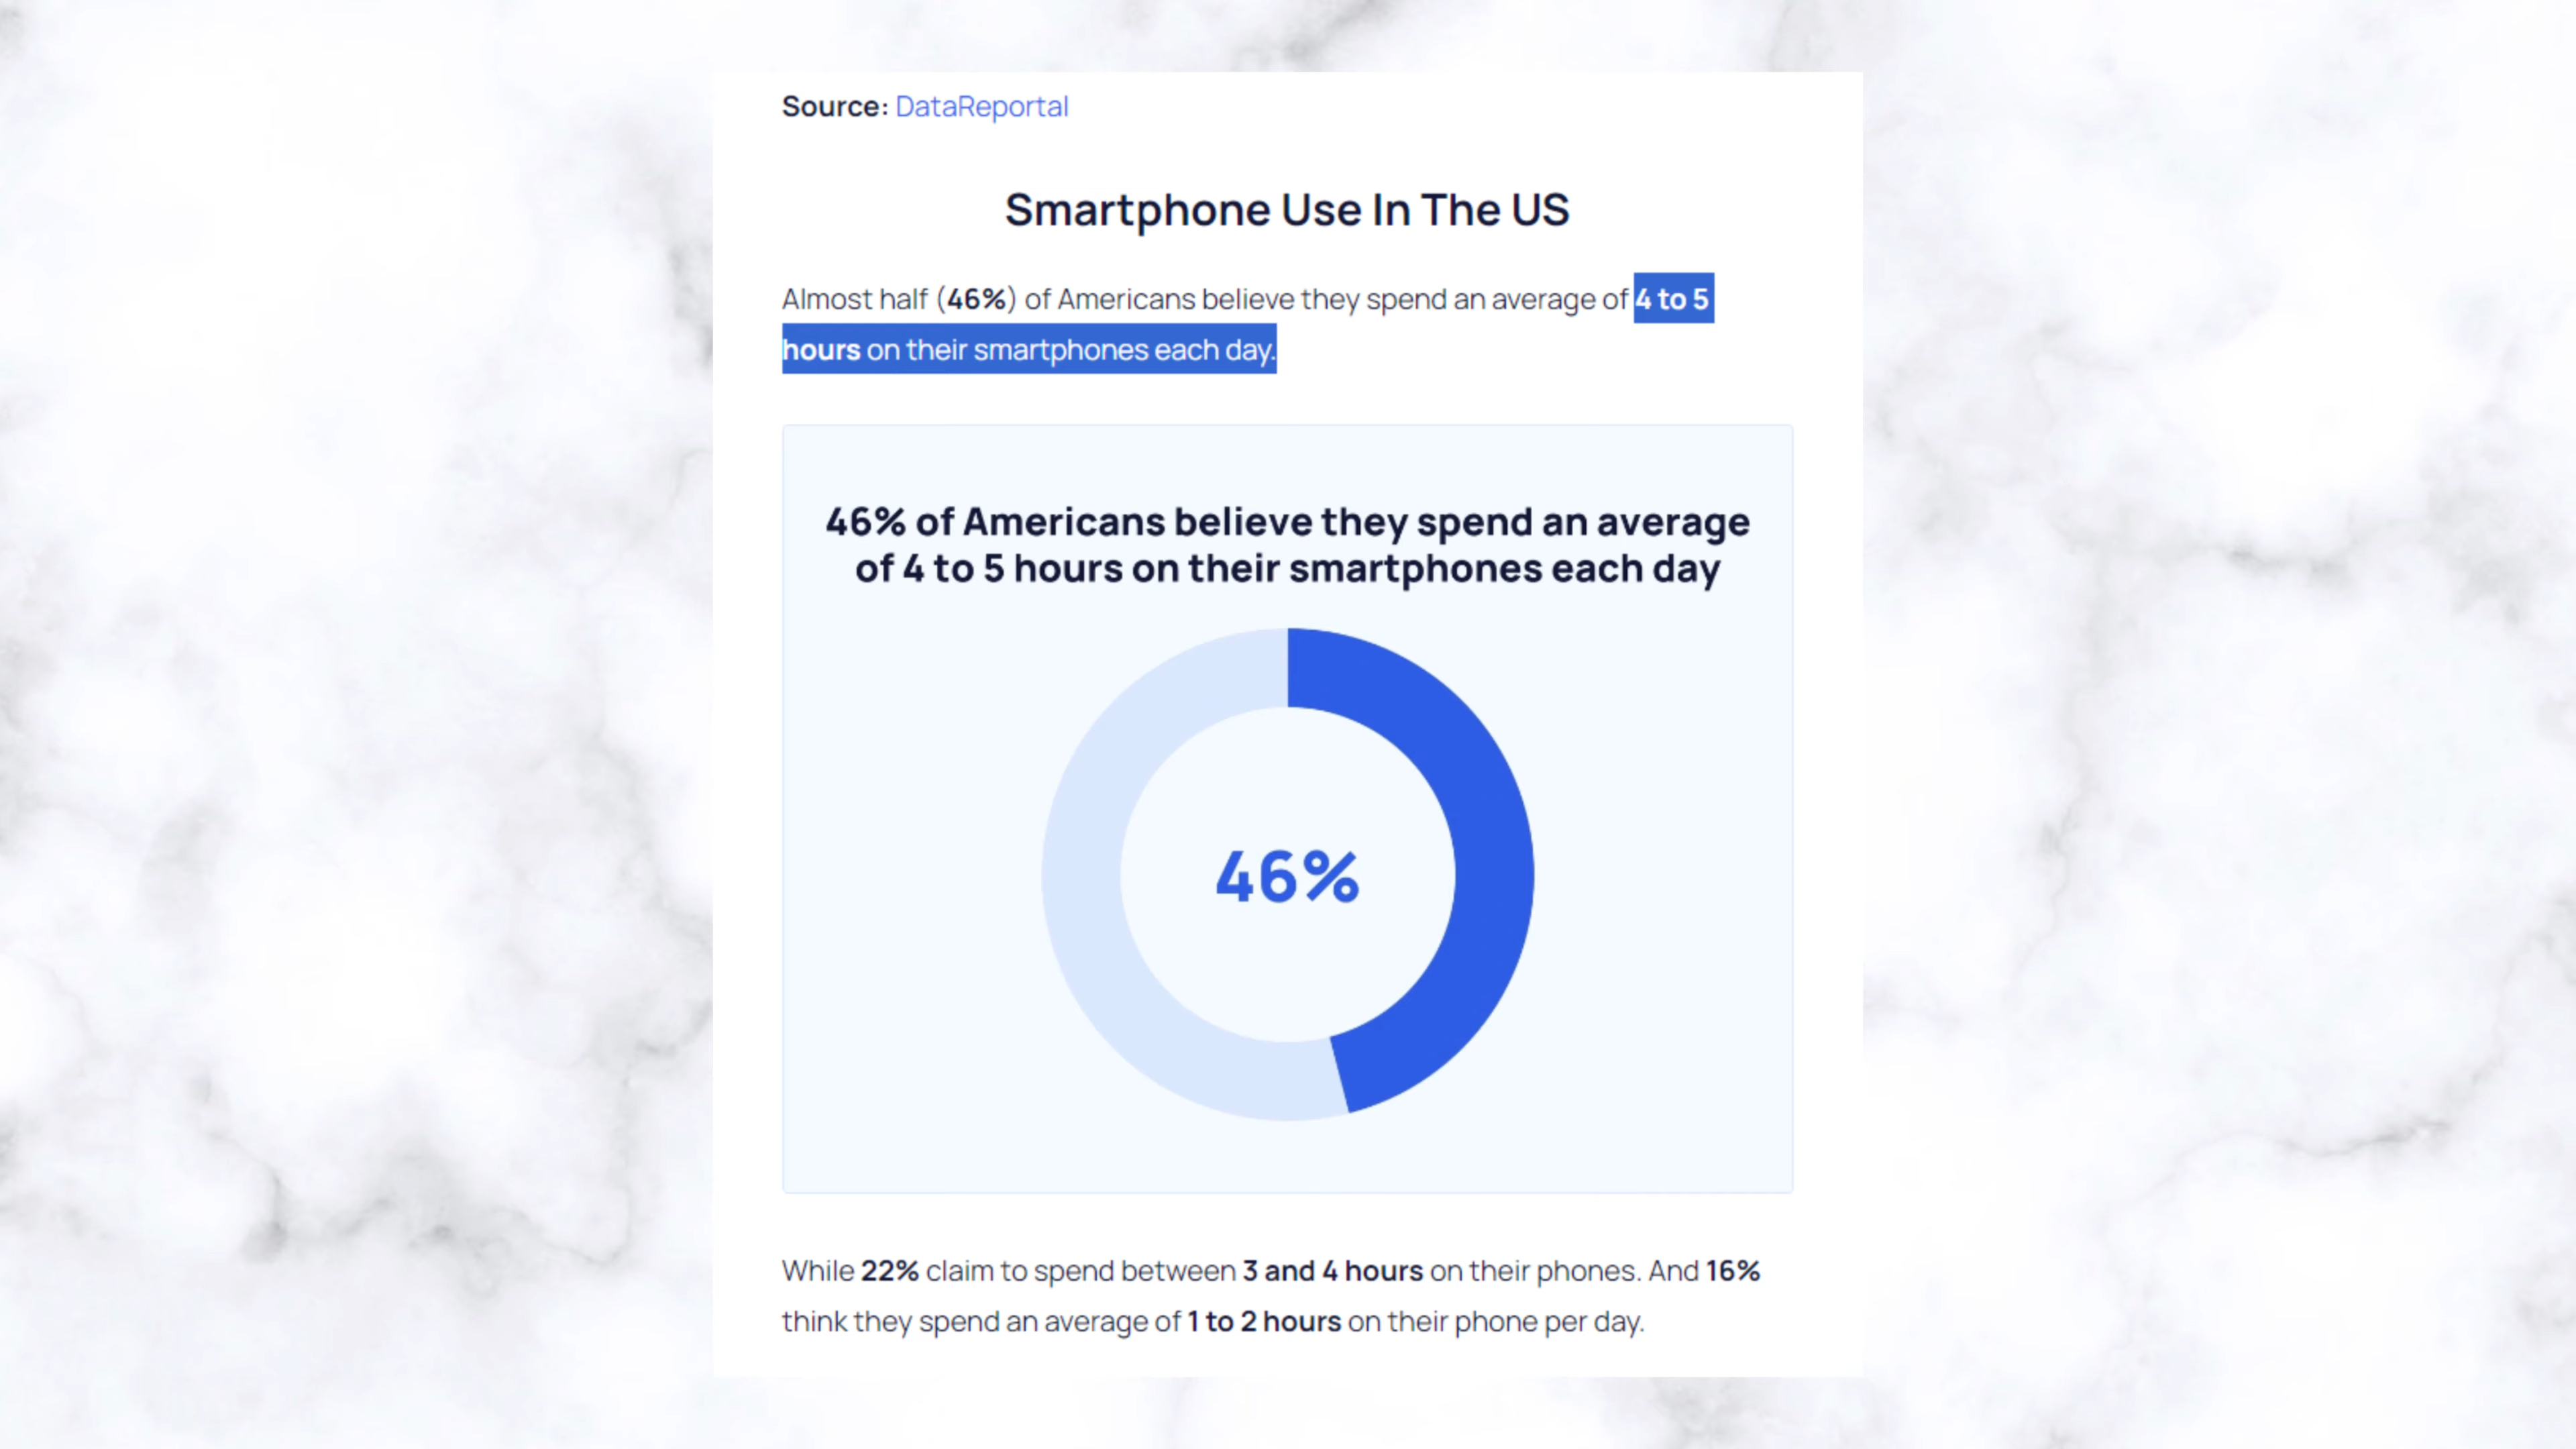 Source: DataReportal
Smartphone Use In The US
Almost half (46%) of Americans believe they spend an average of 4 to 5
hours on their smartphones each day.
46% of Americans believe they spend an average
of 4 to 5 hours on their smartphones each day
46%
While 22% claim to spend between 3 and 4 hours on their phones. And 16%
think they spend an average of 1 to 2 hours on their phone per day.